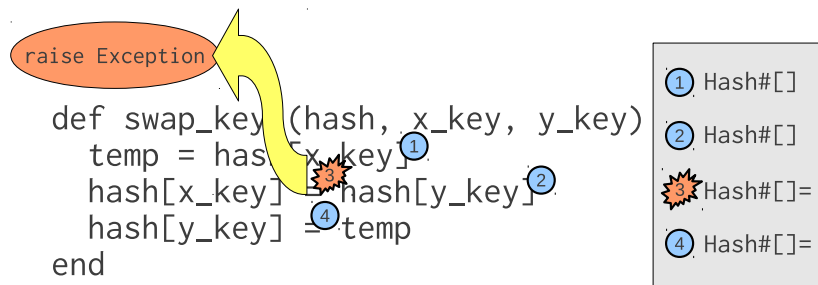 raise Exception
def swap_key (hash, x_key, y_key)
temp = hash[x_key] 1
3
hash[x_key] = hash[y_key] 2
4
hash[y_key] = temp
end
1 Hash#[]
2 Hash#[]
3 Hash#[]=
4 Hash#[]=